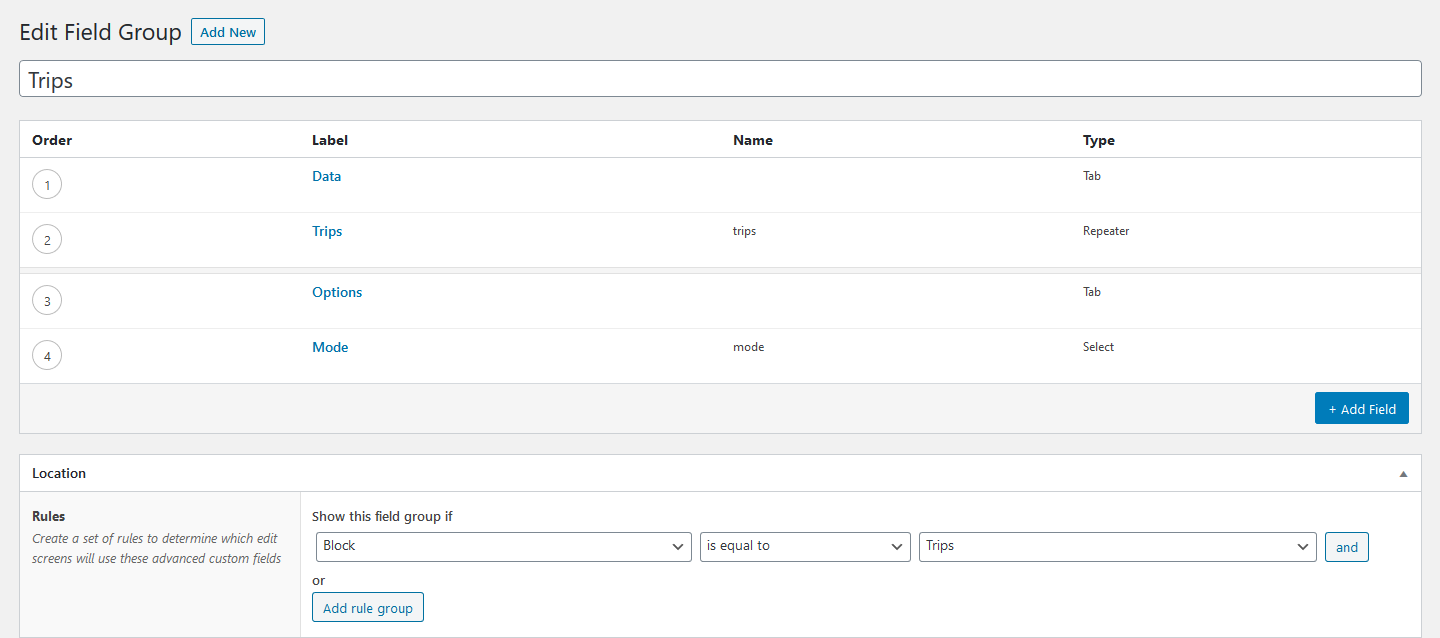 Edit Field Group Add New
Trips
Order Label Name Type
1 Data Tab
2 Trips trips Repeater
3 Options Tab
4 Mode mode Select
+ Add Field
Location
Rules
Create a set of rules to determine which edit
screens will use these advanced custom fields
Show this field group if
Block is equal to Trips and
or
Add rule group